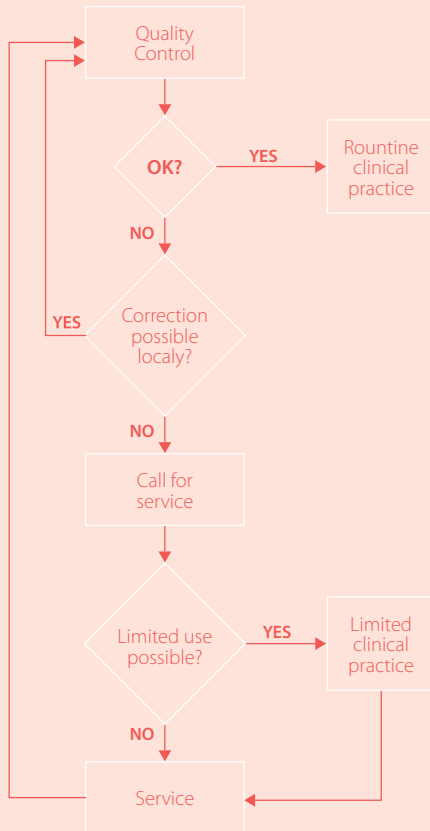 Quality
Control
OK?
YES
Rountine
clinical
practice
NO
YES
Correction
possible
localy?
NO
Call for
service
Limited use
possible?
YES
Limited
clinical
practice
NO
Service